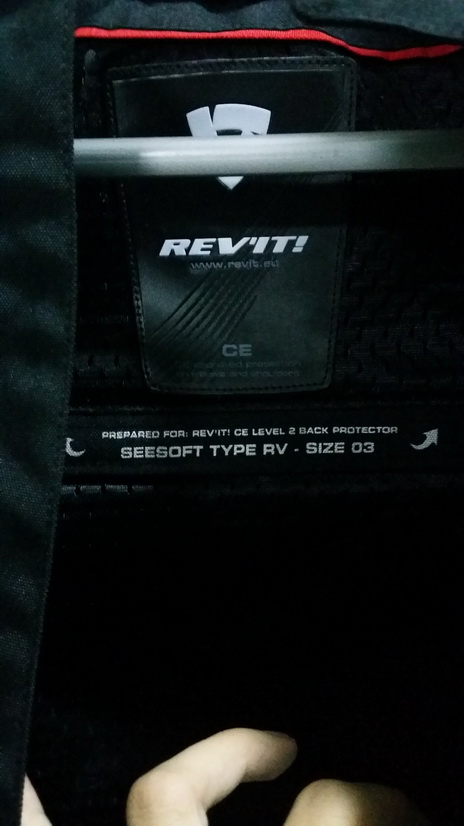 REV'IT!
www.revit.eu
CE
PREPARED FOR: REV'IT! CE LEVEL 2 BACK PROTECTOR
SEESOFT TYPE RV - SIZE 03